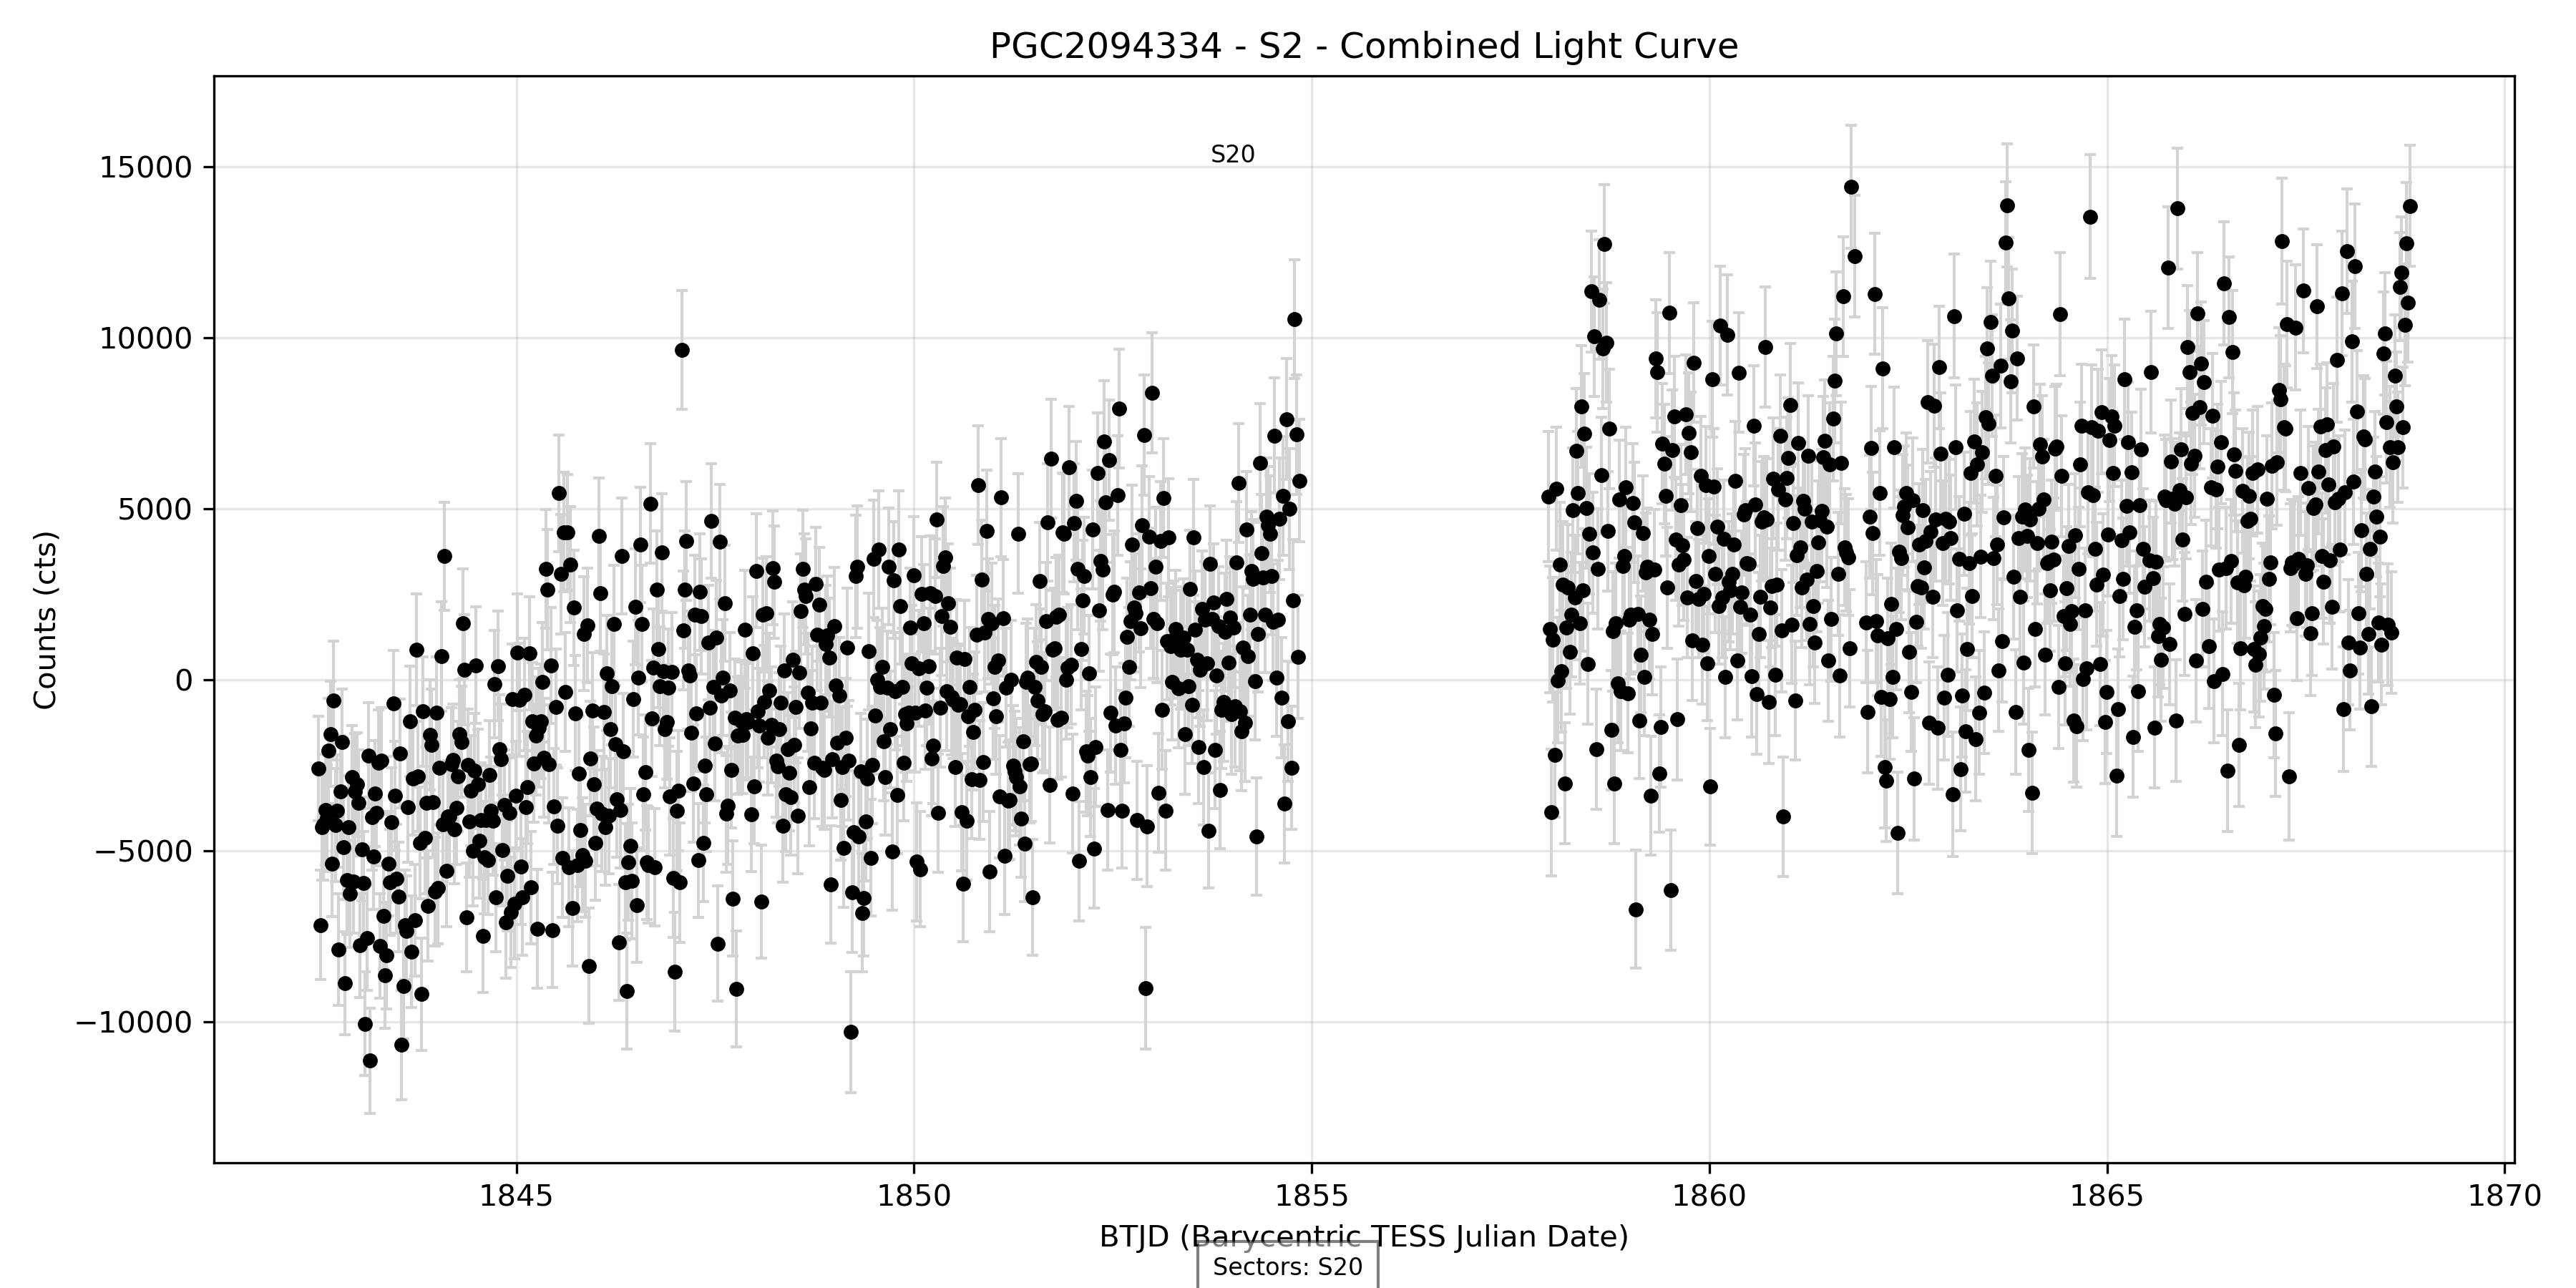 PGC2094334 - S2 - Combined Light Curve
S20
15000
10000
5000
0
−5000
−10000
Counts (cts)
1845
1850
1855
1860
1865
1870
BTJD (Barycentric TESS Julian Date)
Sectors: S20